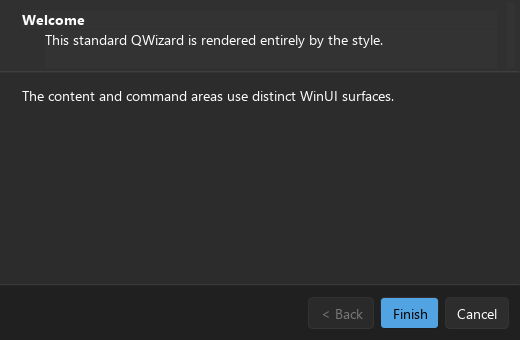 Welcome
This standard QWizard is rendered entirely by the style.
The content and command areas use distinct WinUI surfaces.
< Back
Finish
Cancel